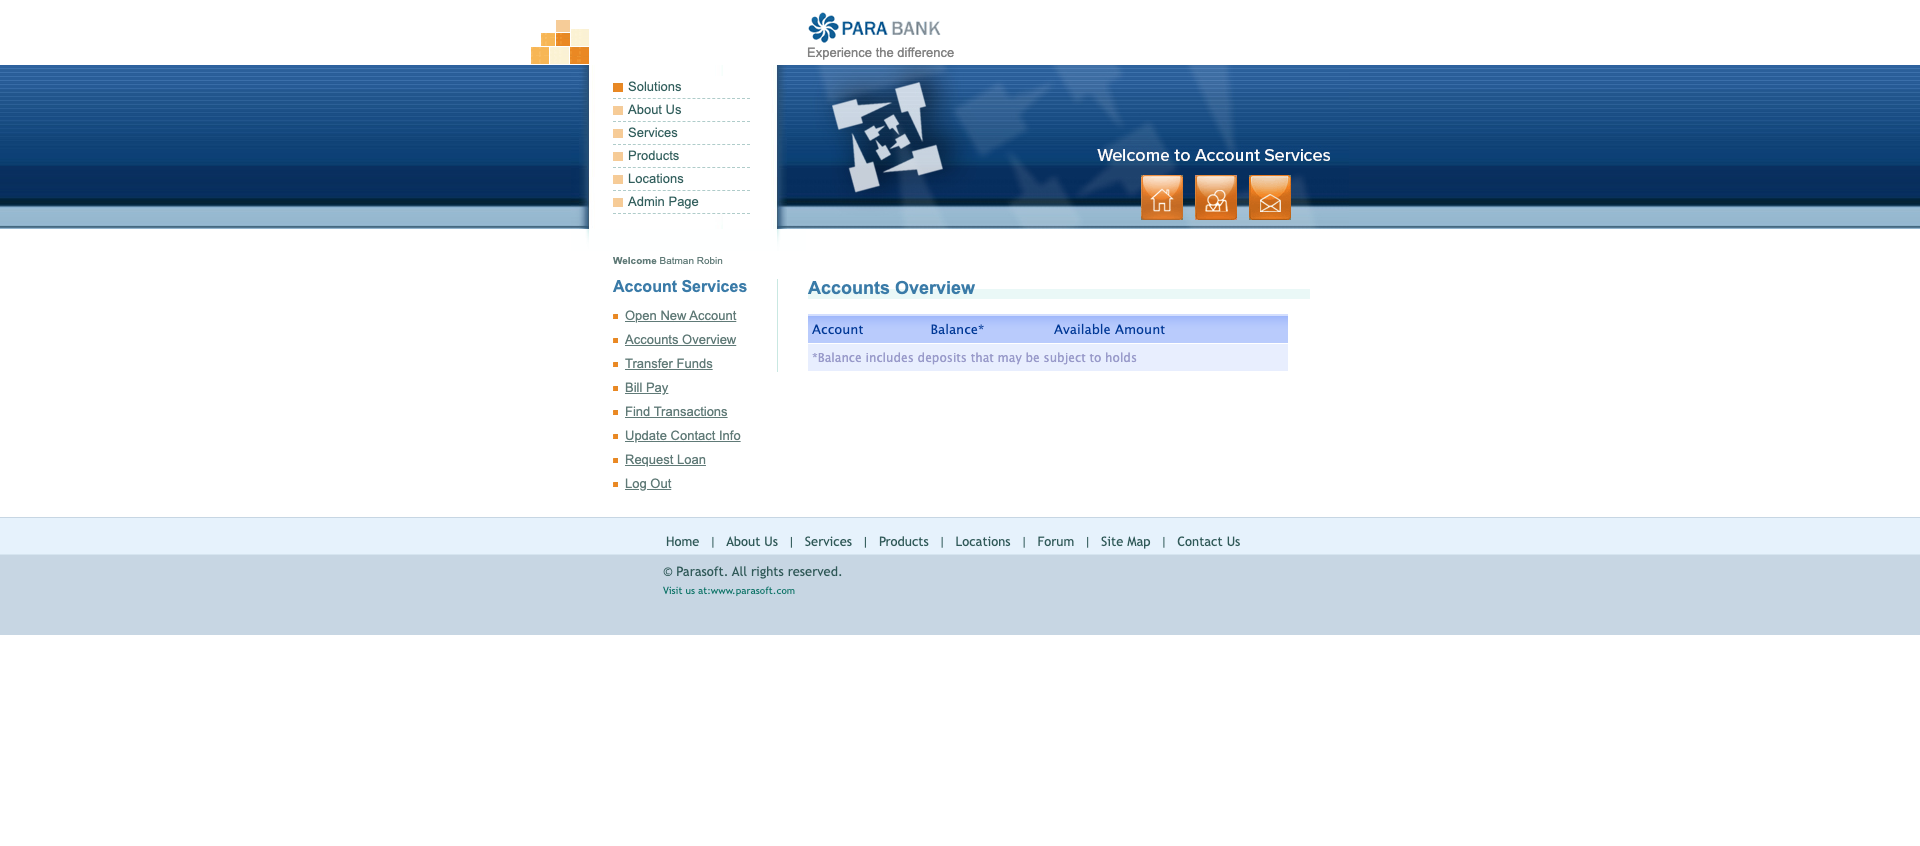 PARA BANK
Experience the difference
Solutions
About Us
Services
Products
Locations
Admin Page
Welcome to Account Services
Welcome Batman Robin
Account Services
Open New Account
Accounts Overview
Transfer Funds
Bill Pay
Find Transactions
Update Contact Info
Request Loan
Log Out
Accounts Overview
Account Balance* Available Amount
*Balance includes deposits that may be subject to holds
Home | About Us | Services | Products | Locations | Forum | Site Map | Contact Us
© Parasoft. All rights reserved.
Visit us at:www.parasoft.com